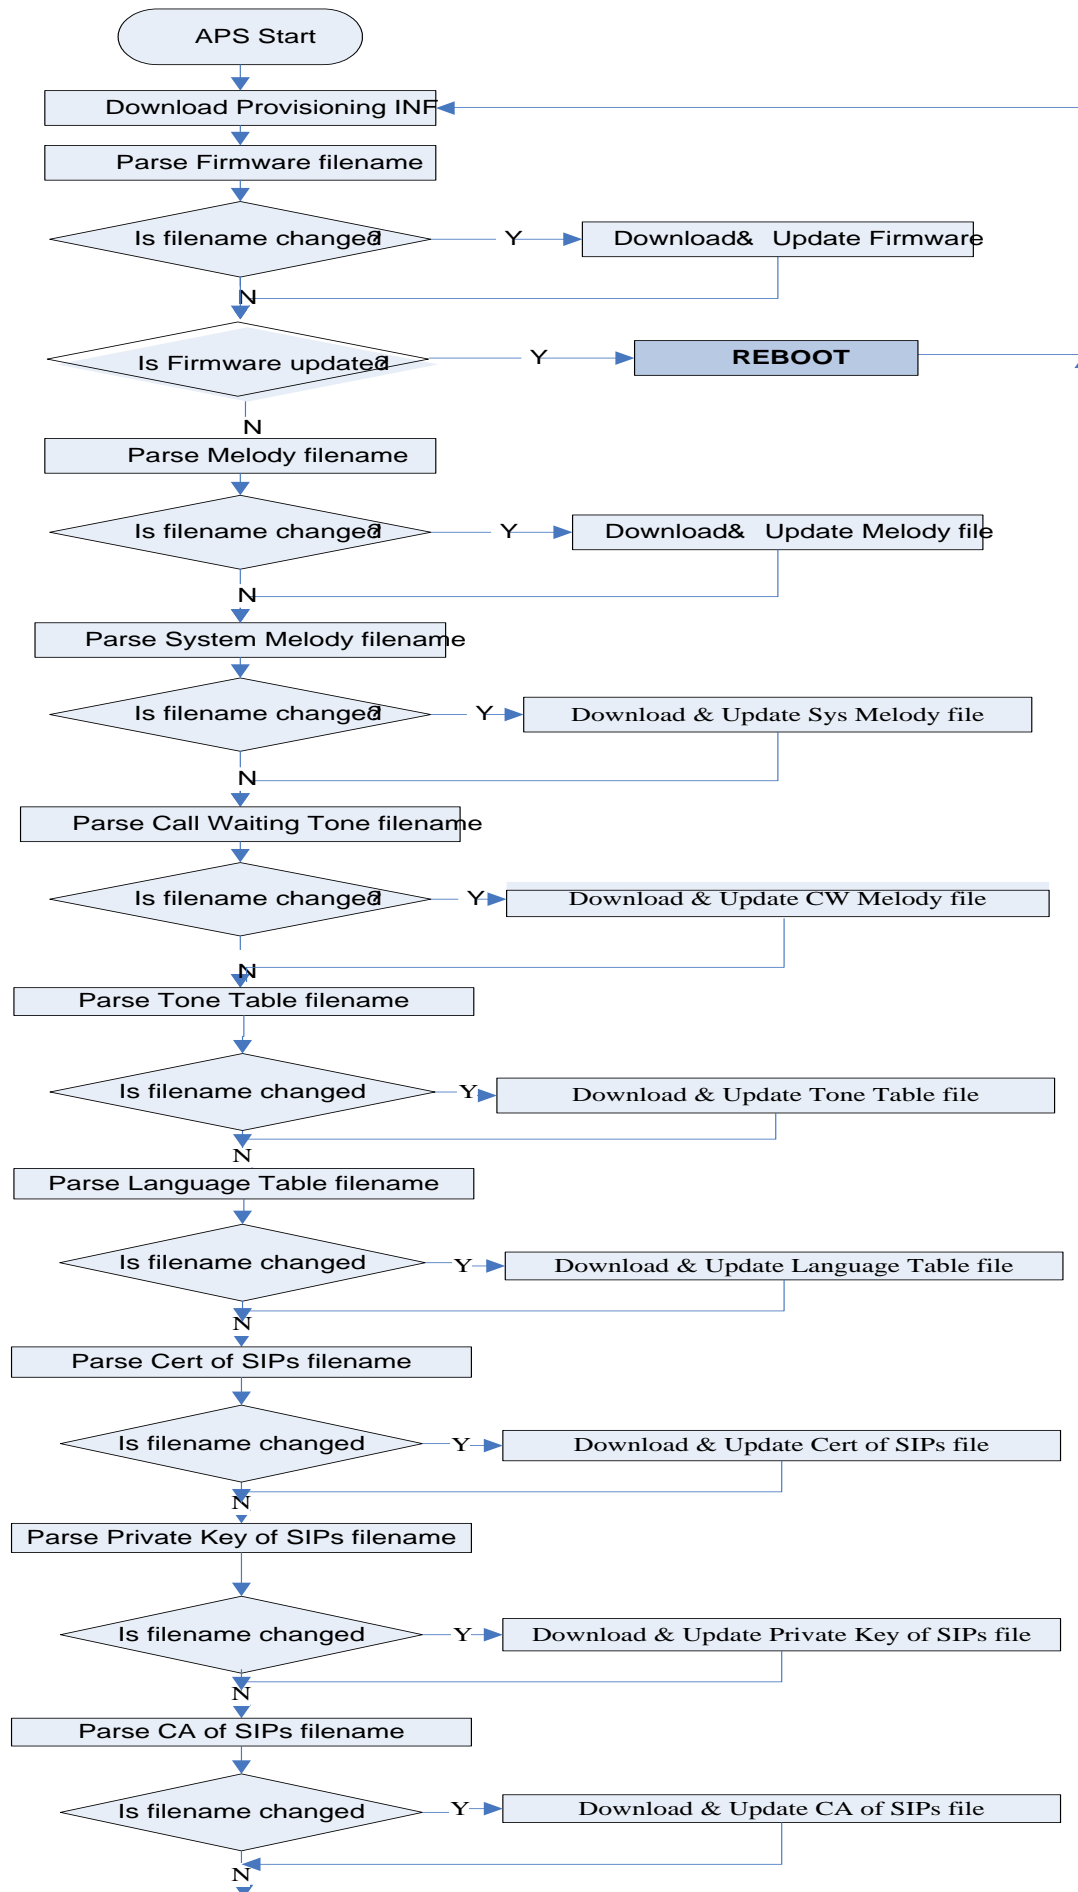 APS Start
Download Provisioning INF
Parse Firmware filename
Is filename changed?
Y
Download& Update Firmware
N
Is Firmware updated?
Y
REBOOT
N
Parse Melody filename
Is filename changed?
Y
Download& Update Melody file
N
Parse System Melody filename
Is filename changed?
Y
Download & Update Sys Melody file
N
Parse Call Waiting Tone filename
Is filename changed?
Y
Download & Update CW Melody file
N
Parse Tone Table filename
Is filename changed
Y
Download & Update Tone Table file
N
Parse Language Table filename
Is filename changed
Y
Download & Update Language Table file
N
Parse Cert of SIPs filename
Is filename changed
Y
Download & Update Cert of SIPs file
N
Parse Private Key of SIPs filename
Is filename changed
Y
Download & Update Private Key of SIPs file
N
Parse CA of SIPs filename
Is filename changed
Y
Download & Update CA of SIPs file
N